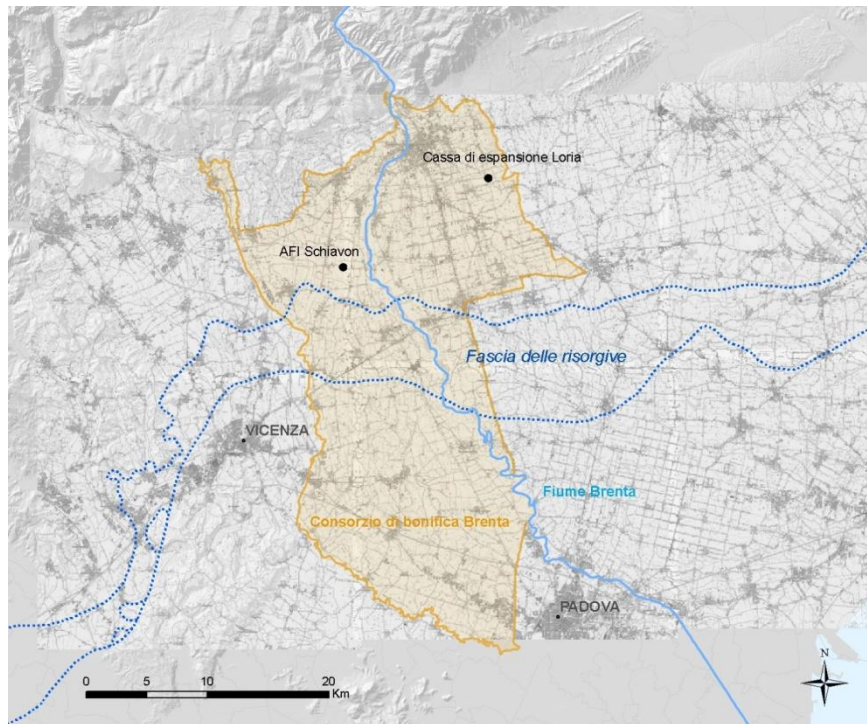 Cassa di espansione Loria
AFI Schiavon
Fascia delle risorgive
VICENZA
Fiume Brenta
Consorzio di bonifica Brenta
PADOVA
N
0 5 10 20
Km